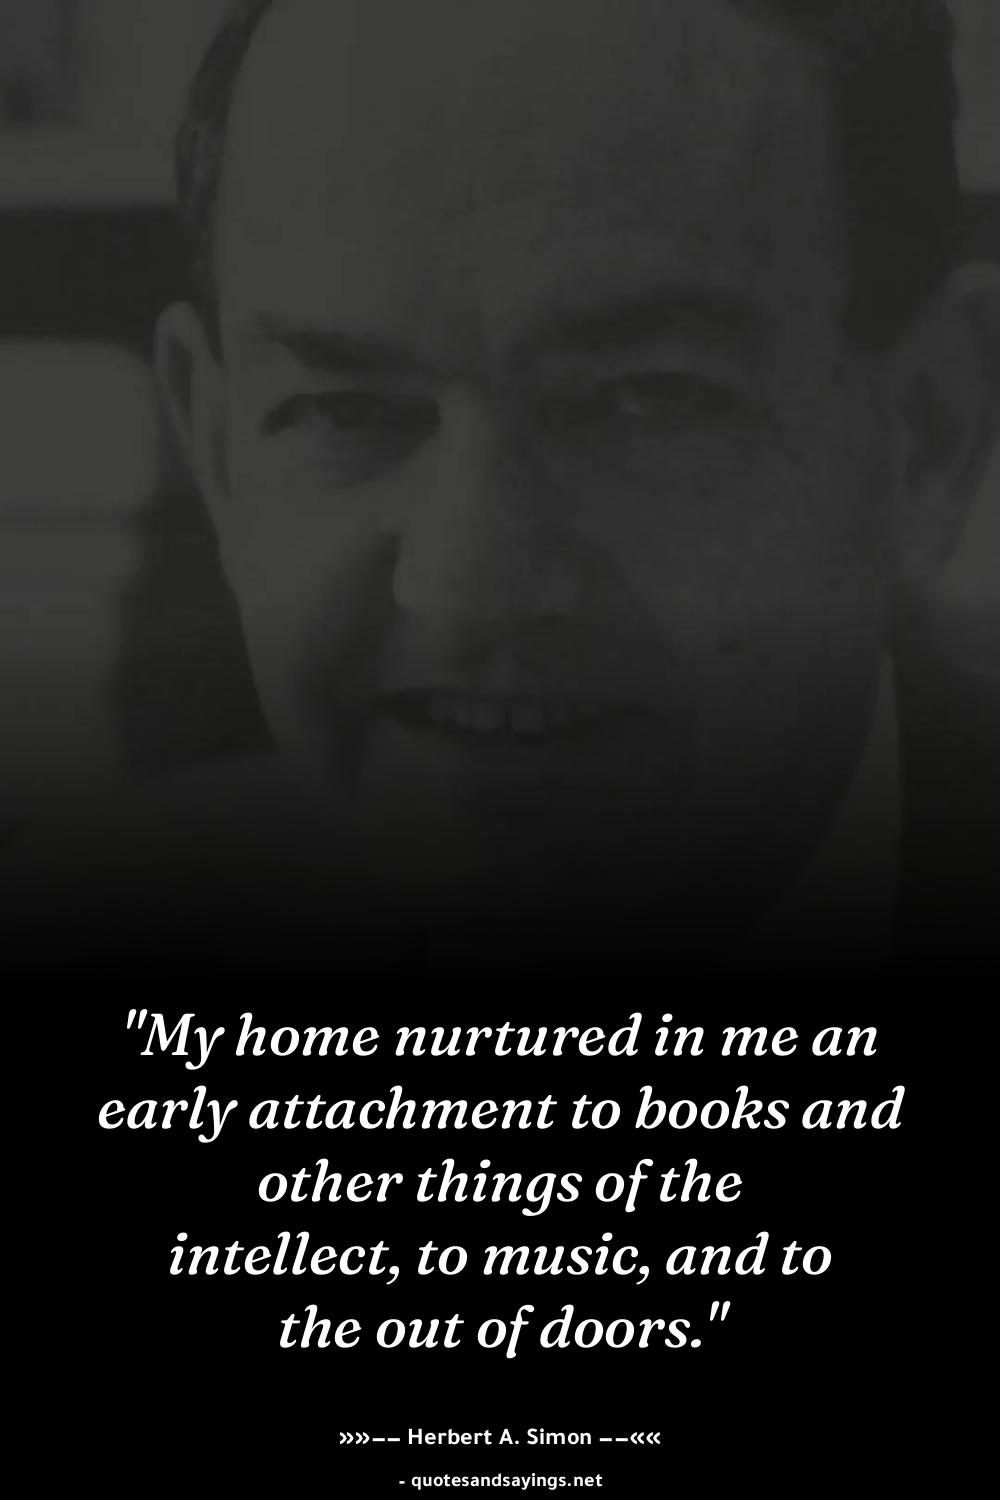 "My home nurtured in me an
early attachment to books and
other things of the
intellect, to music, and to
the out of doors."
»»−− Herbert A. Simon −−««
- quotesandsayings.net